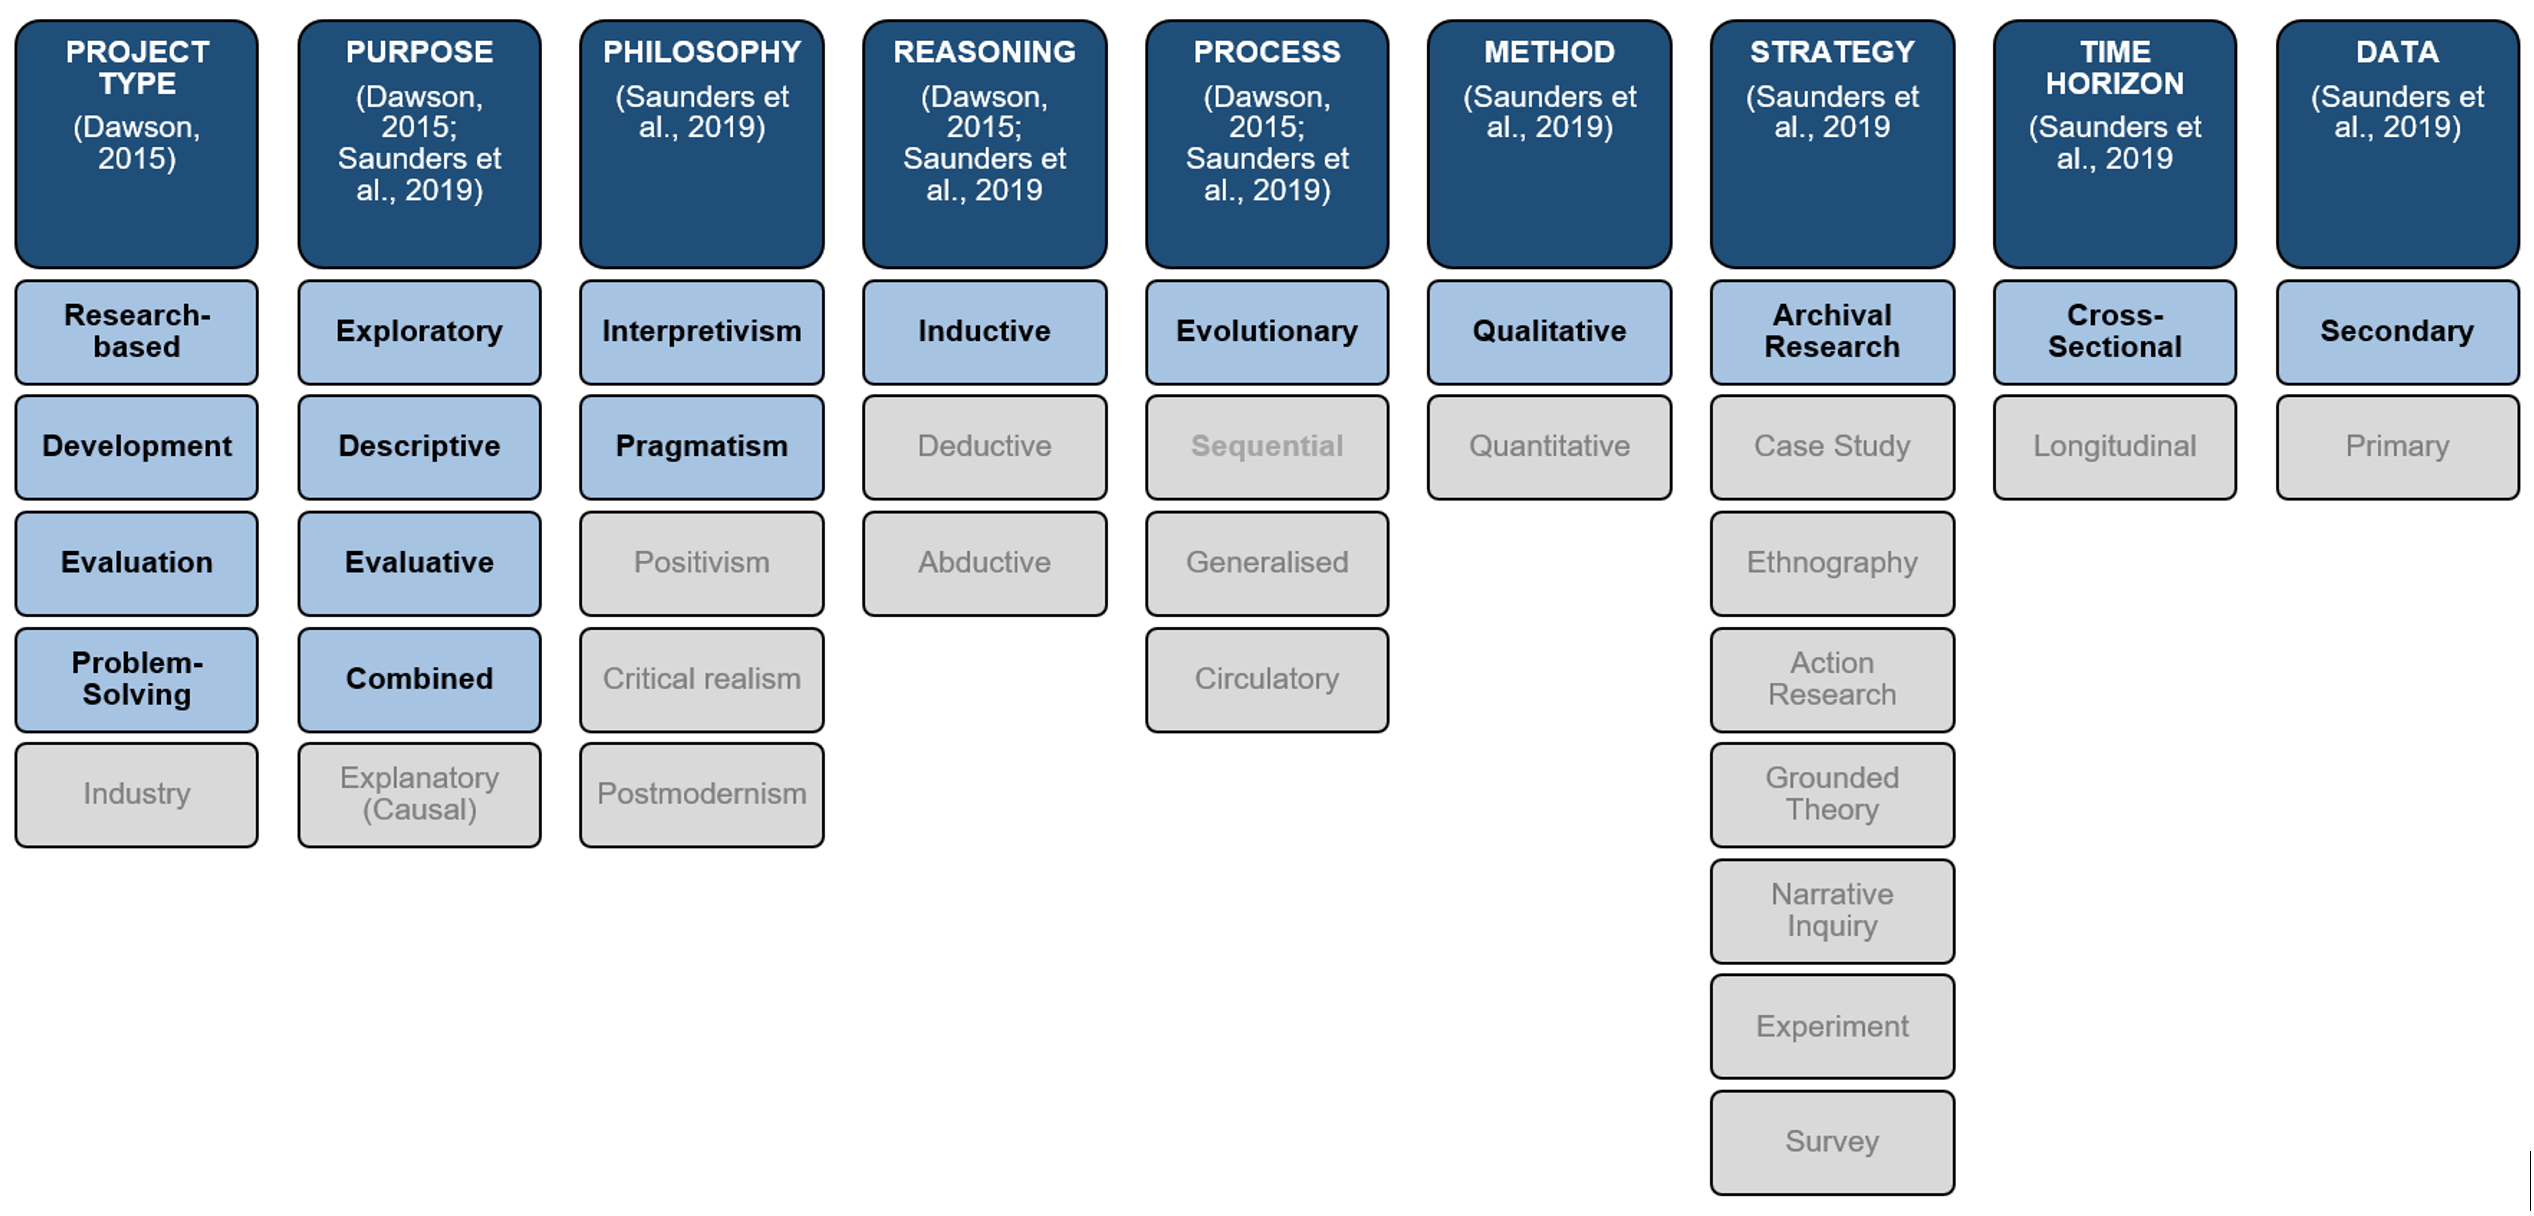 PROJECT
TYPE
(Dawson,
2015)
Research-
based
Development
Evaluation
Problem-
Solving
Industry
PURPOSE
(Dawson,
2015;
Saunders et
al., 2019)
Exploratory
Descriptive
Evaluative
Combined
Explanatory
(Causal)
PHILOSOPHY
(Saunders et
al., 2019)
Interpretivism
Pragmatism
Positivism
Critical realism
Postmodernism
REASONING
(Dawson,
2015;
Saunders et
al., 2019
Inductive
Deductive
Abductive
PROCESS
(Dawson,
2015;
Saunders et
al., 2019)
Evolutionary
Sequential
Generalised
Circulatory
METHOD
(Saunders et
al., 2019)
Qualitative
Quantitative
STRATEGY
(Saunders et
al., 2019
Archival
Research
Case Study
Ethnography
Action
Research
Grounded
Theory
Narrative
Inquiry
Experiment
Survey
TIME
HORIZON
(Saunders et
al., 2019
Cross-
Sectional
Longitudinal
DATA
(Saunders et
al., 2019)
Secondary
Primary